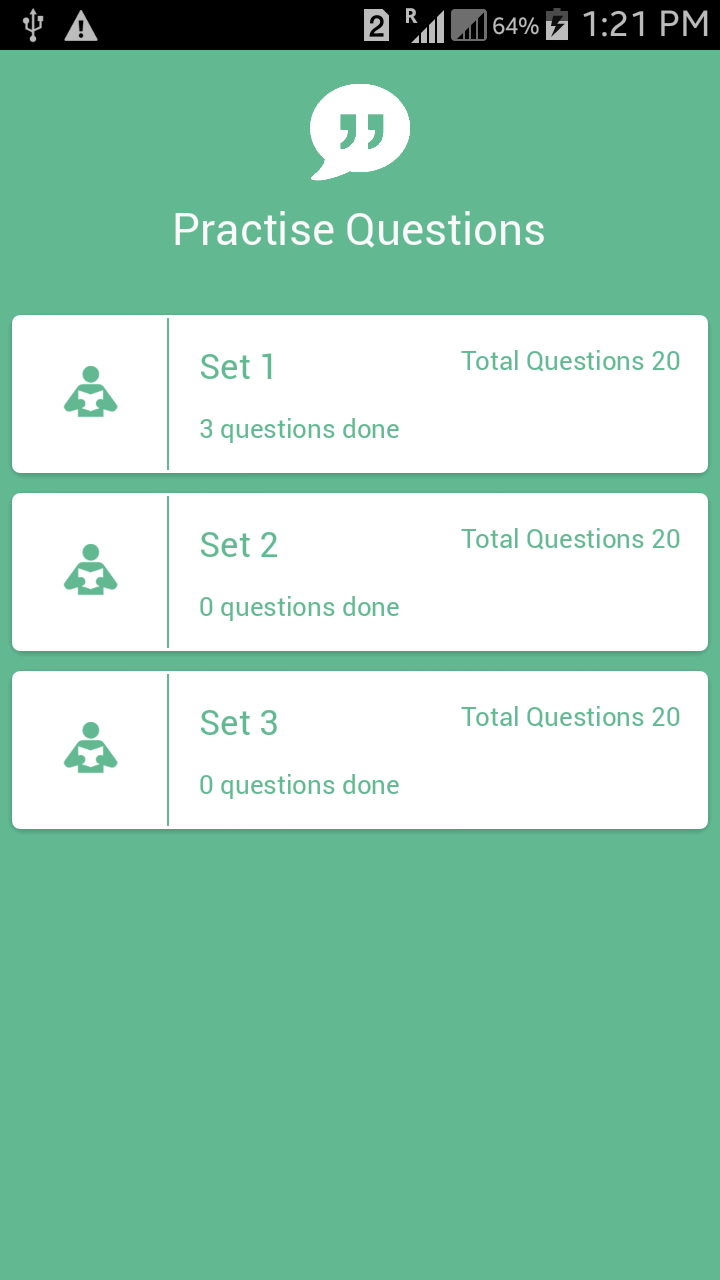 2 R 64% 1:21 PM
Practise Questions
Set 1 Total Questions 20
3 questions done
Set 2 Total Questions 20
0 questions done
Set 3 Total Questions 20
0 questions done